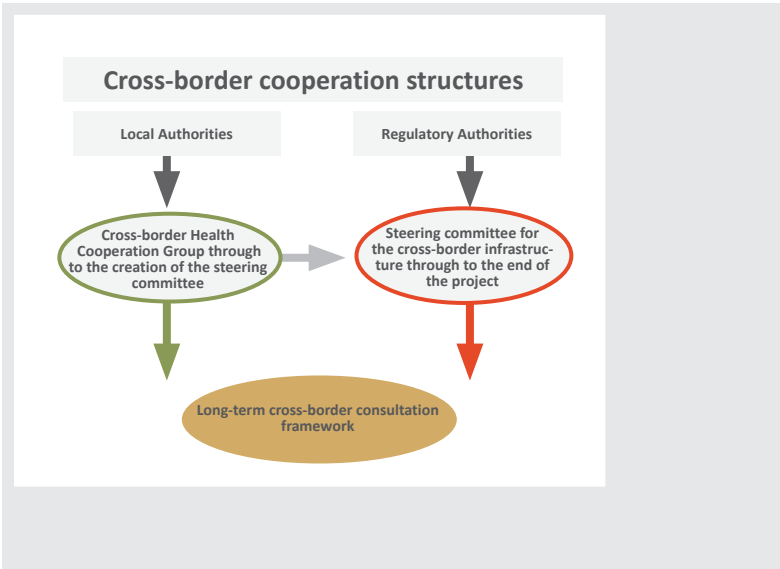 Cross-border cooperation structures
Local Authorities
Regulatory Authorities
Cross-border Health
Cooperation Group through
to the creation of the steering
committee
Steering committee for
the cross-border infrastruc-
ture through to the end of
the project
Long-term cross-border consultation
framework